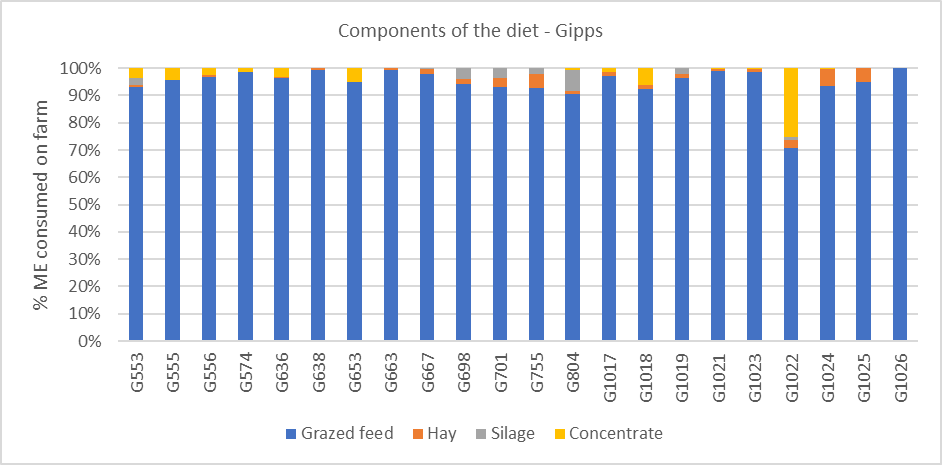 Components of the diet - Gipps
% ME consumed on farm
100%
90%
80%
70%
60%
50%
40%
30%
20%
10%
0%
G553 G555 G556 G574 G636 G638 G653 G663 G667 G698 G701 G755 G804 G1017 G1018 G1019 G1021 G1023 G1022 G1024 G1025 G1026
Grazed feed Hay Silage Concentrate